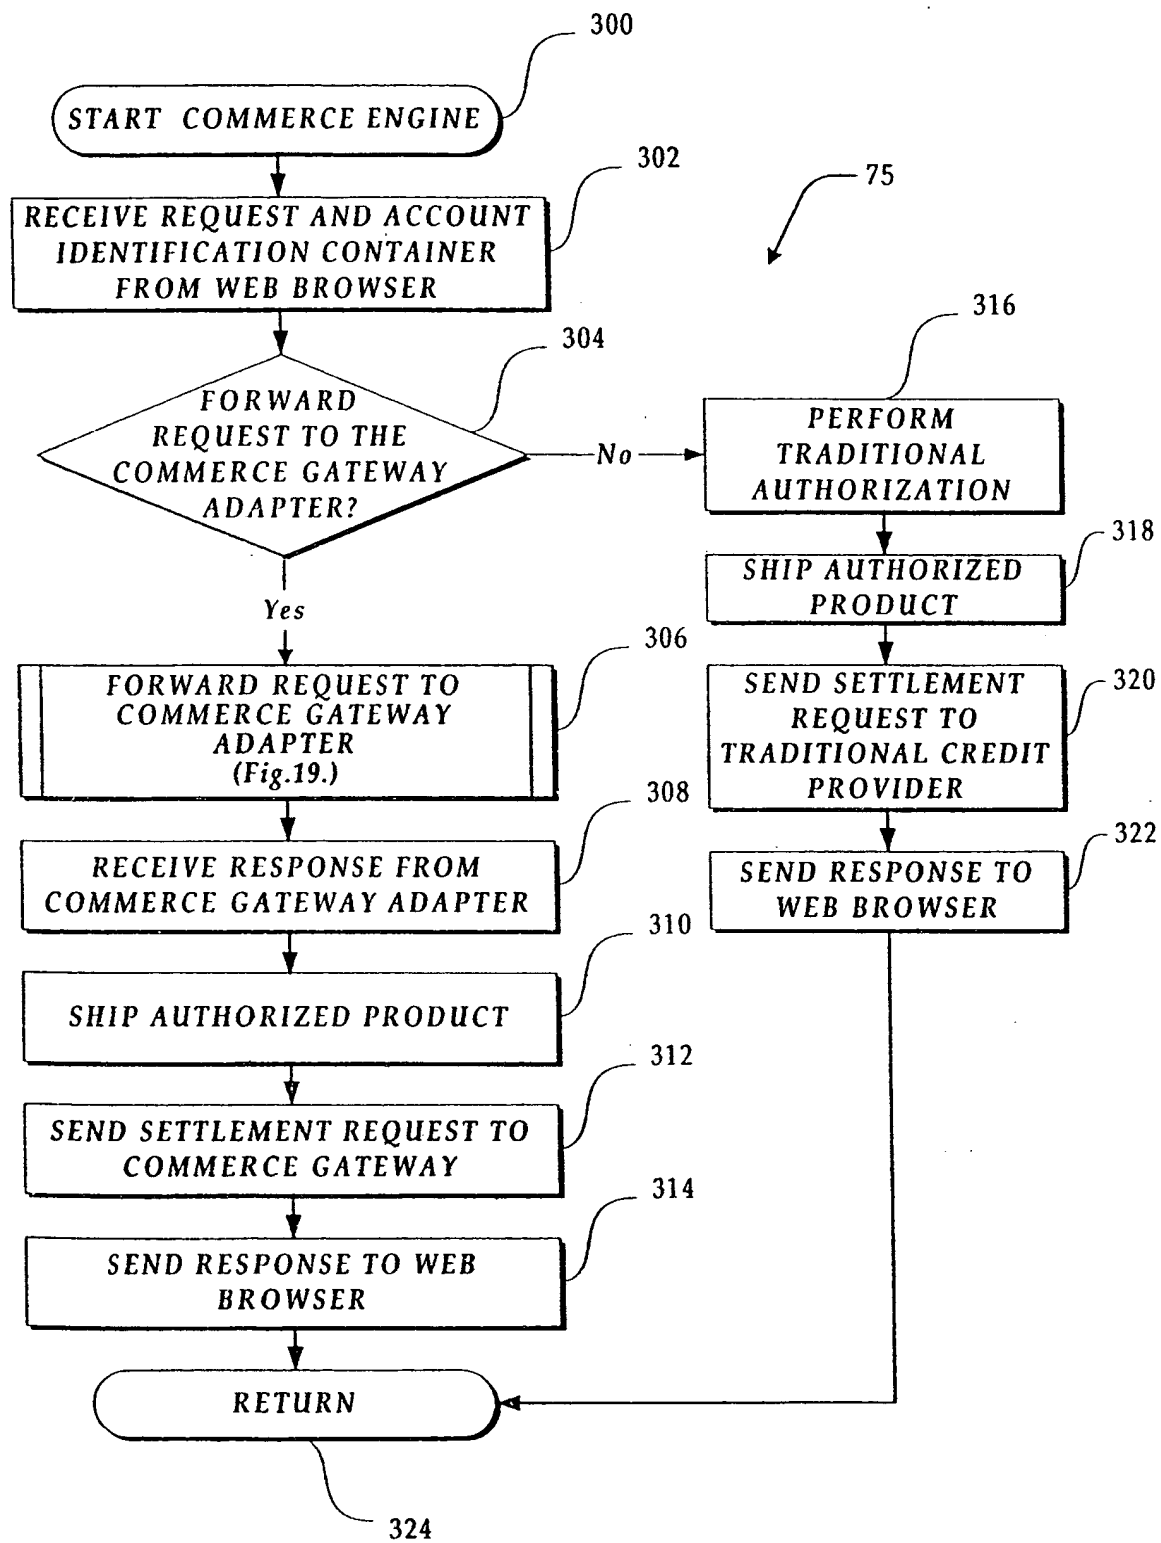 300
START COMMERCE ENGINE
302
RECEIVE REQUEST AND ACCOUNT
IDENTIFICATION CONTAINER
FROM WEB BROWSER
75
304
FORWARD
REQUEST TO THE
COMMERCE GATEWAY
ADAPTER?
No
Yes
316
PERFORM
TRADITIONAL
AUTHORIZATION
318
SHIP AUTHORIZED
PRODUCT
306
FORWARD REQUEST TO
COMMERCE GATEWAY
ADAPTER
(Fig.19.)
320
SEND SETTLEMENT
REQUEST TO
TRADITIONAL CREDIT
PROVIDER
308
RECEIVE RESPONSE FROM
COMMERCE GATEWAY ADAPTER
322
SEND RESPONSE TO
WEB BROWSER
310
SHIP AUTHORIZED PRODUCT
312
SEND SETTLEMENT REQUEST TO
COMMERCE GATEWAY
314
SEND RESPONSE TO WEB
BROWSER
RETURN
324